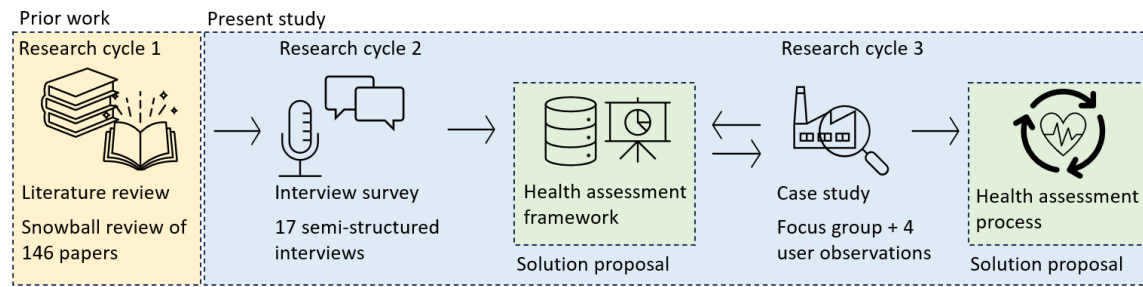 Prior work
Present study
Research cycle 1
Research cycle 2
Research cycle 3
Literature review
Snowball review of
146 papers
Interview survey
17 semi-structured
interviews
Health assessment
framework
Solution proposal
Case study
Focus group + 4
user observations
Health assessment
process
Solution proposal